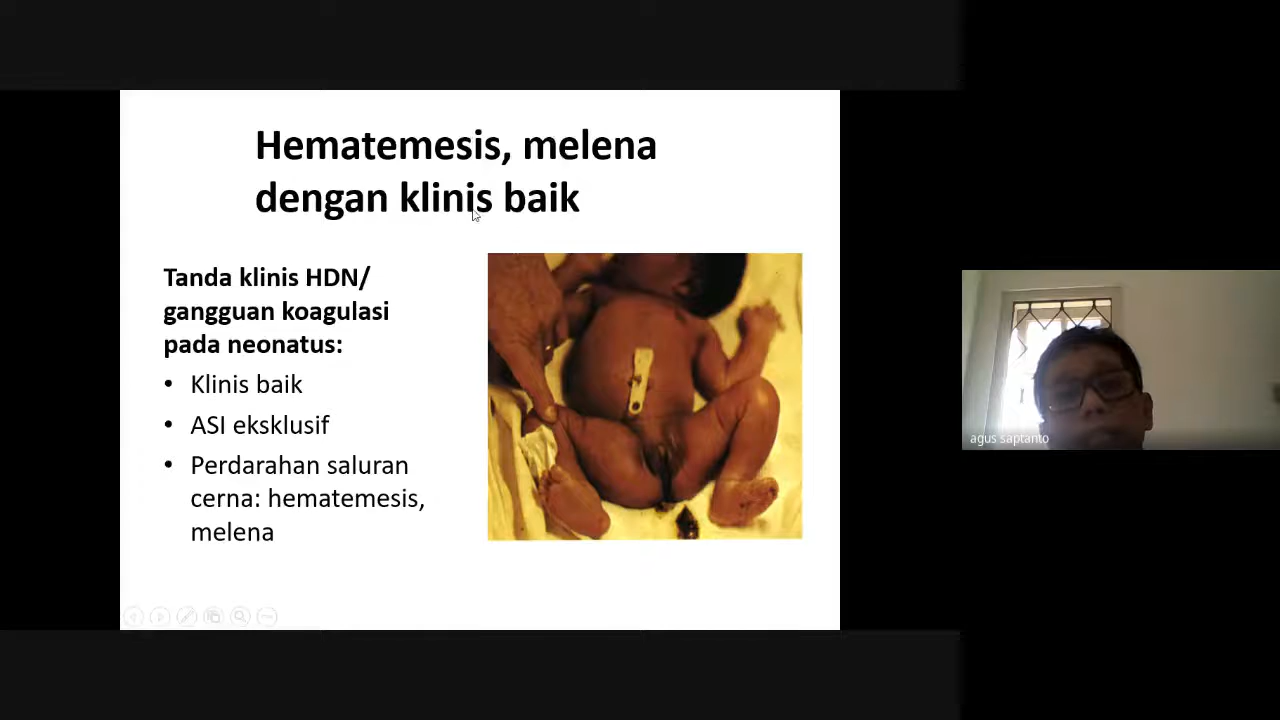 Hematemesis, melena
dengan klinis baik
Tanda klinis HDN/
gangguan koagulasi
pada neonatus:
• Klinis baik
• ASI eksklusif
• Perdarahan saluran
cerna: hematemesis,
melena
agus saptanto